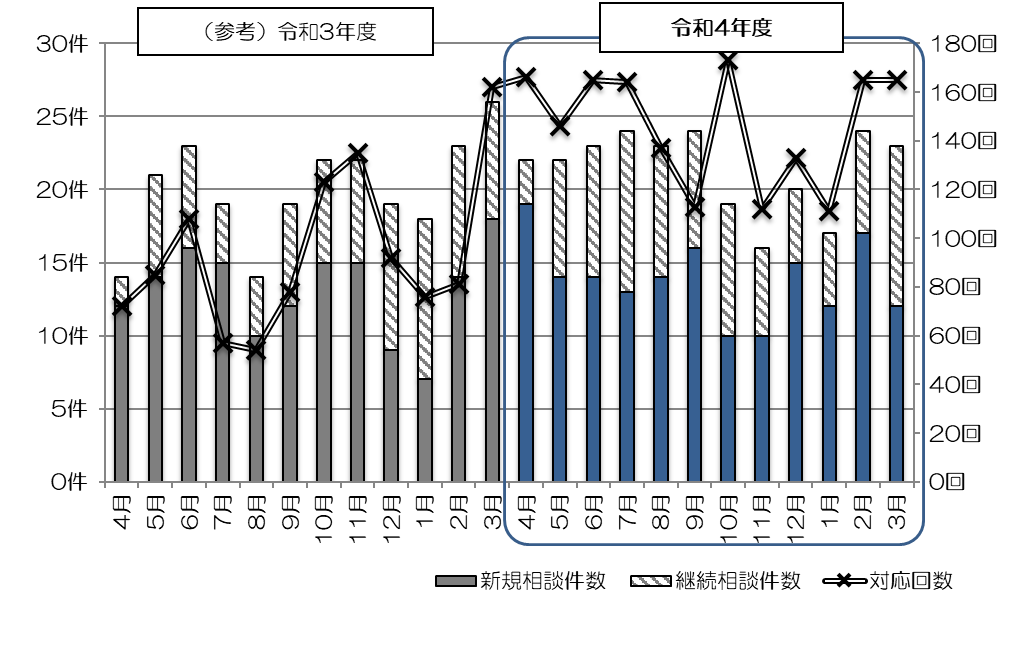 （参考）令和3年度
令和4年度
30件
25件
20件
15件
10件
5件
0件
180回
160回
140回
120回
100回
80回
60回
40回
20回
0回
4月
5月
6月
7月
8月
9月
10月
11月
12月
1月
2月
3月
4月
5月
6月
7月
8月
9月
10月
11月
12月
1月
2月
3月
新規相談件数
継続相談件数
対応回数